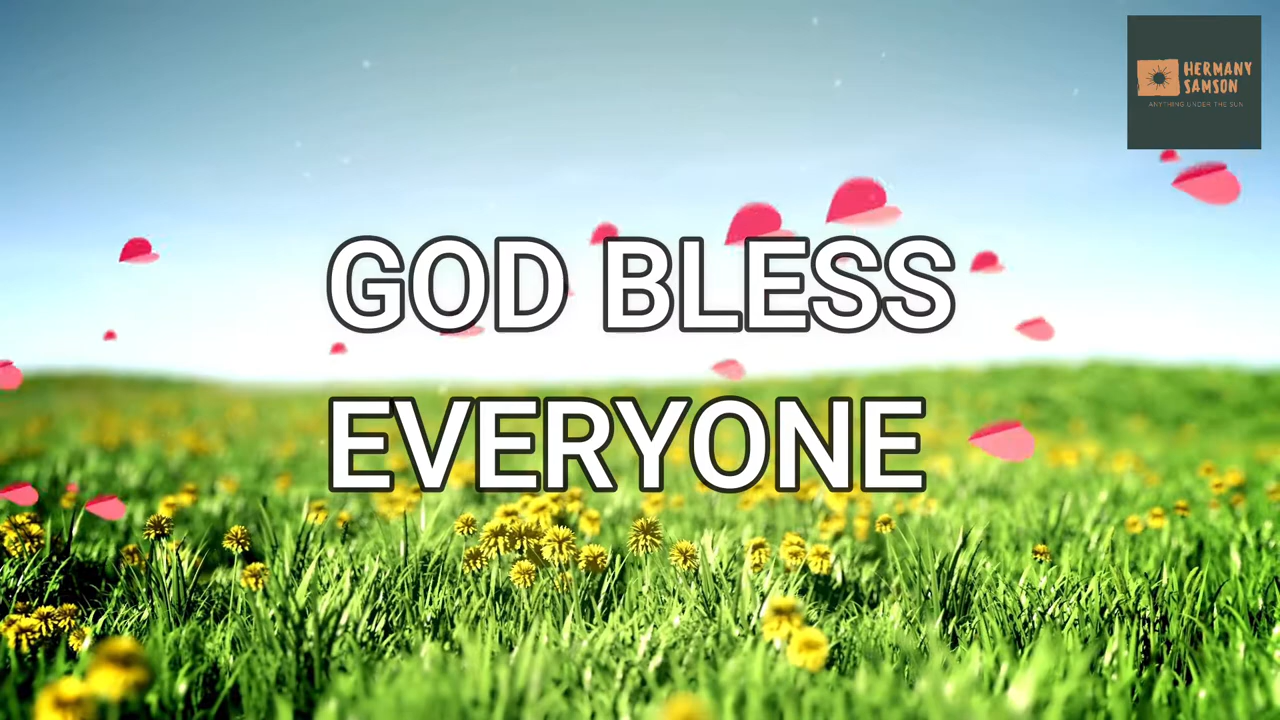 HERMANY
SAMSON
ANYTHING UNDER THE SUN
GOD BLESS
EVERYONE